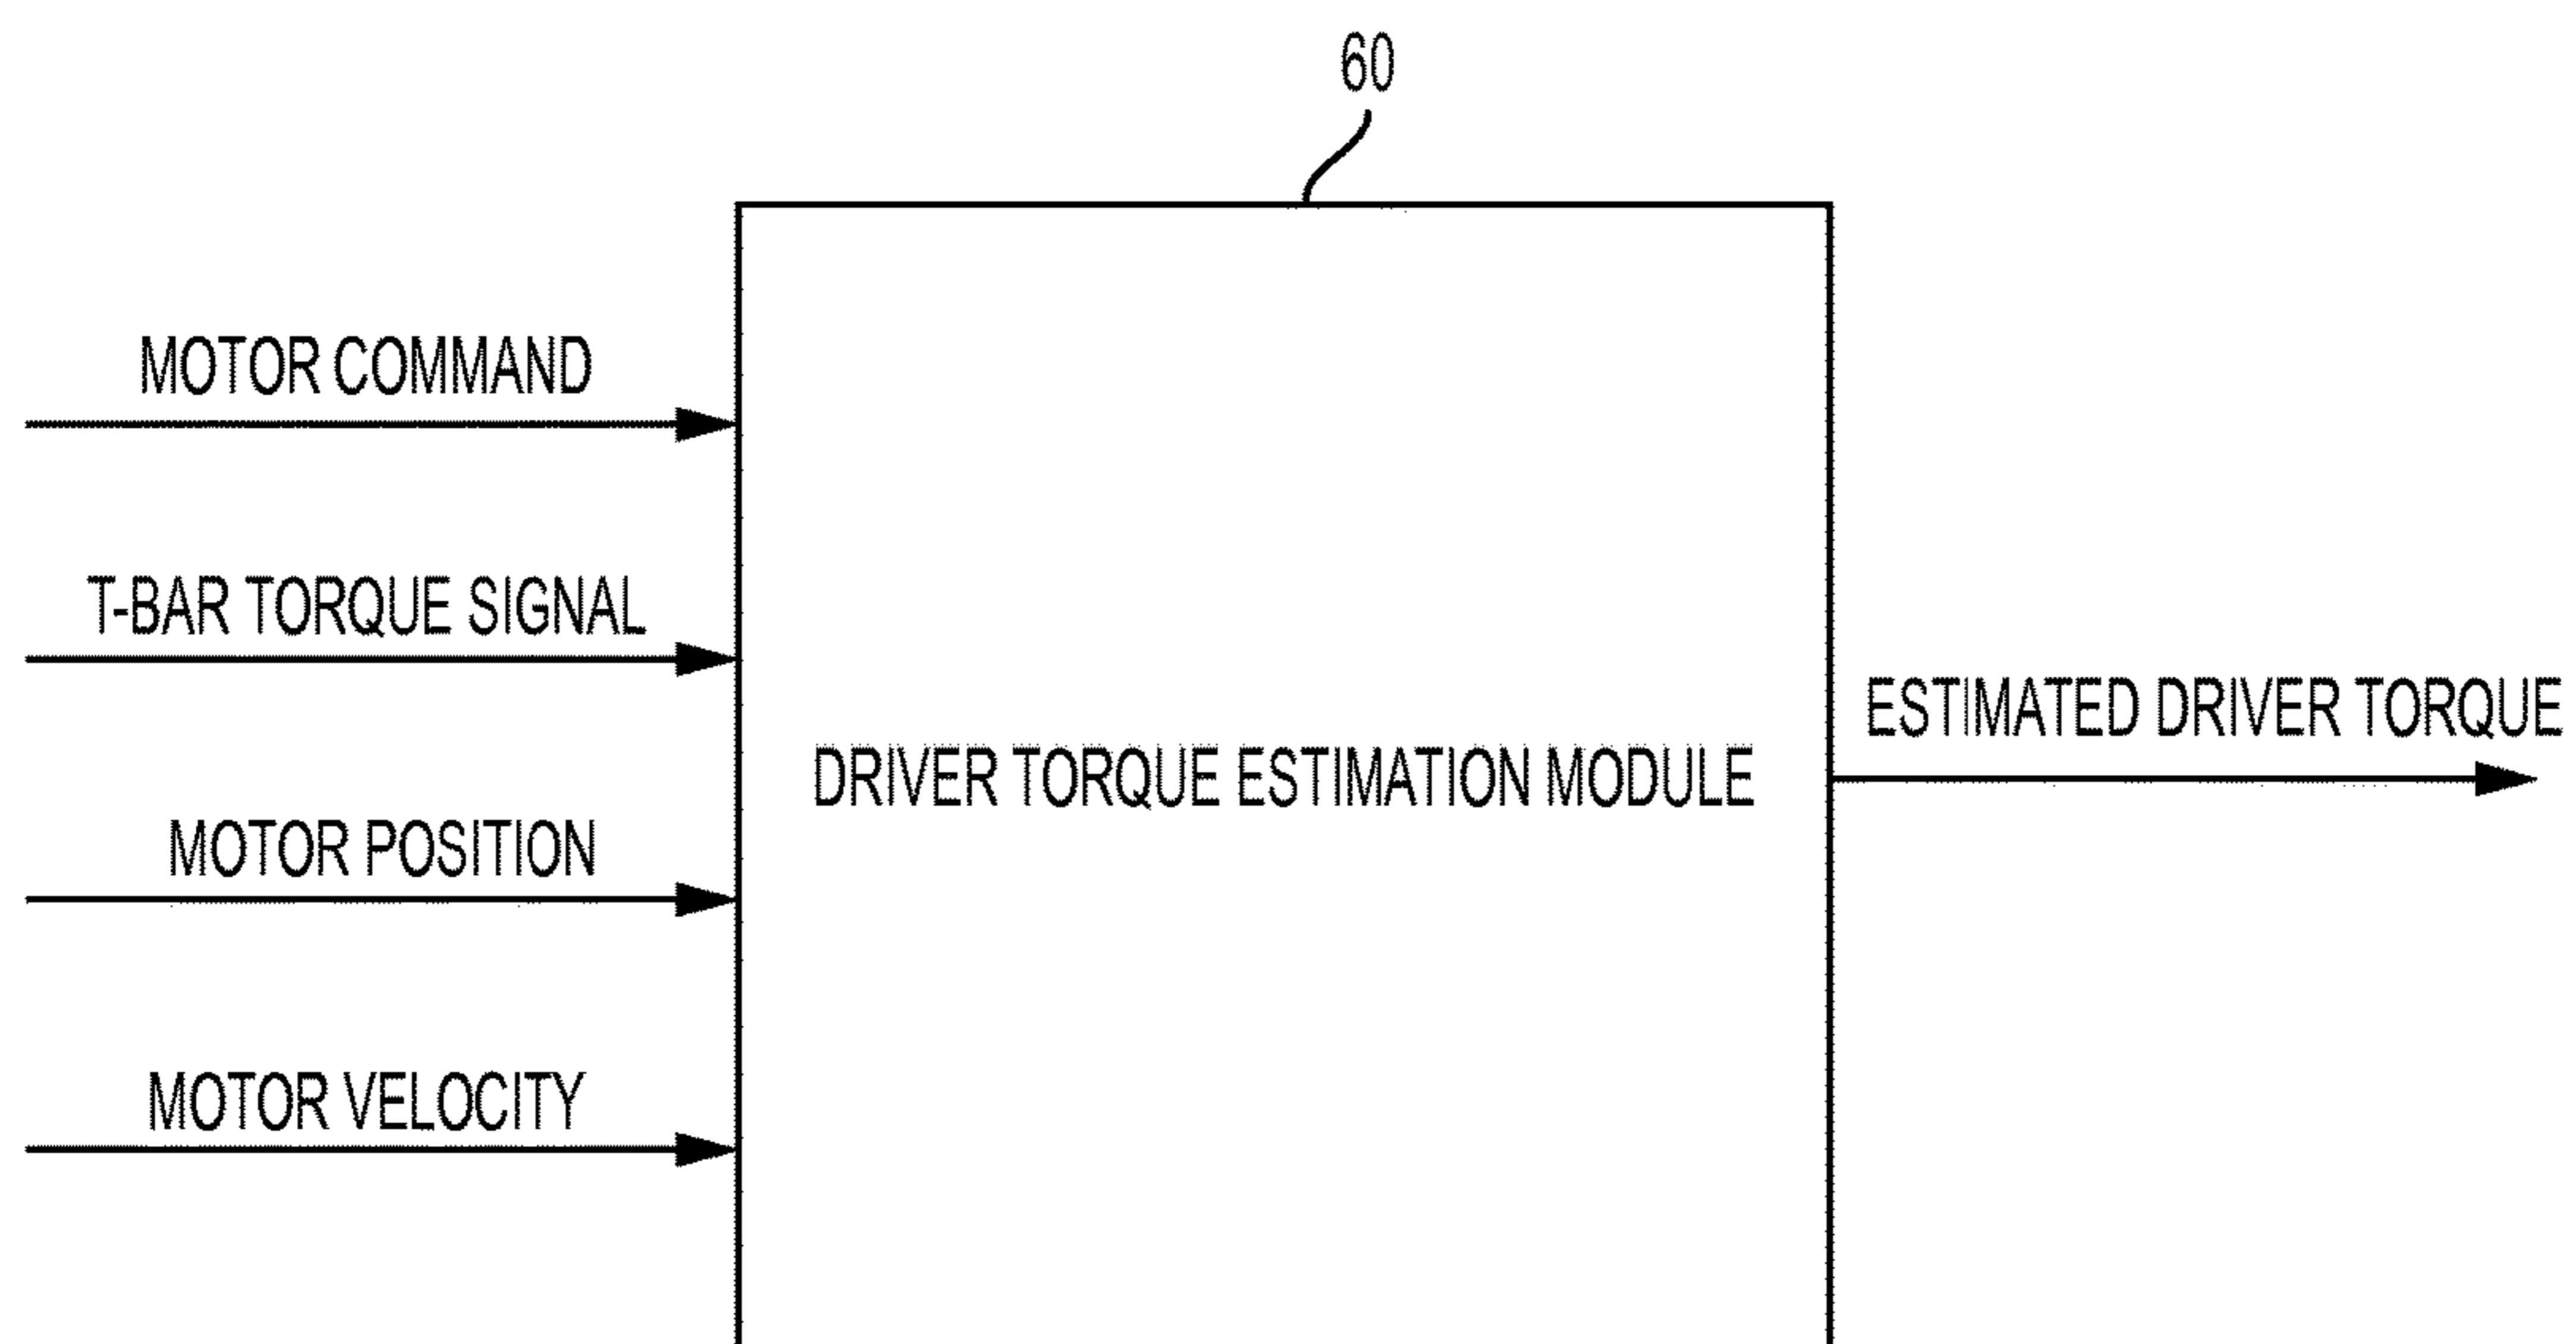 60
MOTOR COMMAND
T-BAR TORQUE SIGNAL
MOTOR POSITION
MOTOR VELOCITY
DRIVER TORQUE ESTIMATION MODULE
ESTIMATED DRIVER TORQUE